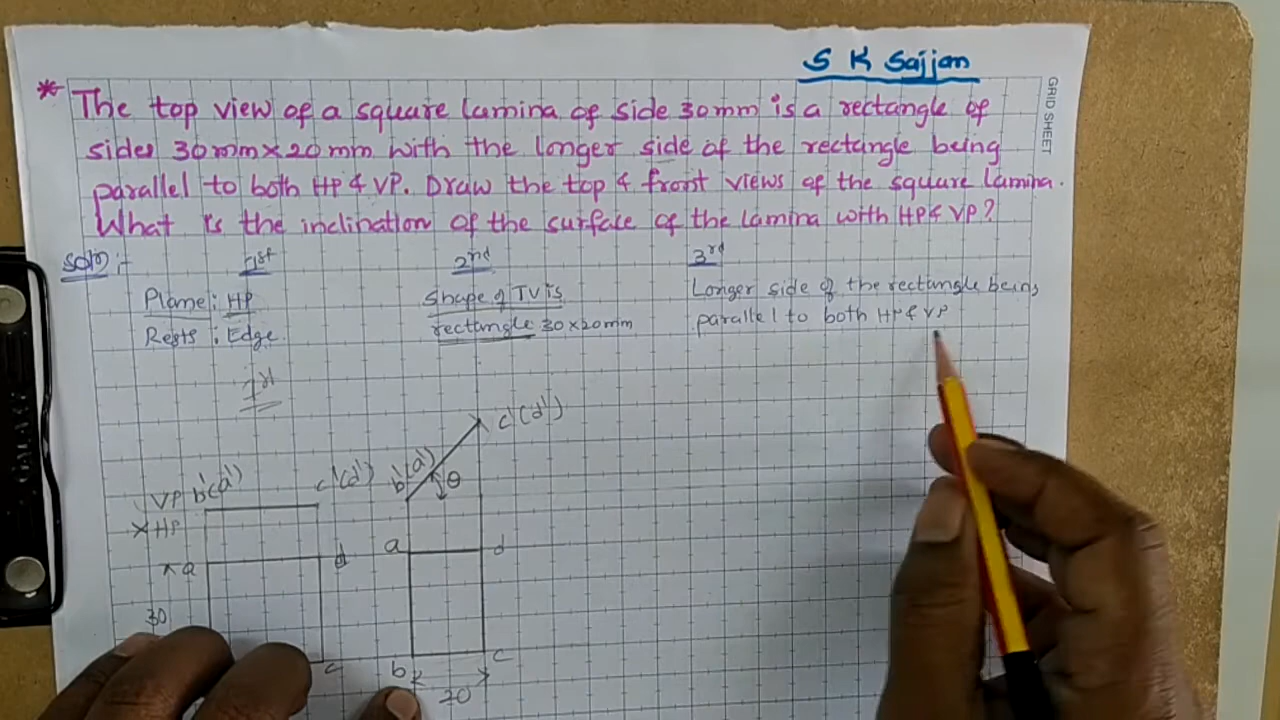 S K Sajjan
GRID SHEET
* The top view of a square lamina of side 30mm is a rectangle of
sides 30mm×20mm with the longer side of the rectangle being
parallel to both HP & VP. Draw the top & front views of the square lamina.
What is the inclination of the surface of the lamina with HP & VP?
Soln:-
1st
2nd
3rd
Plane: HP
Rests: Edge.
Shape of TV is
rectangle 30×20mm
Longer side of the rectangle being
parallel to both HP & VP
c'(d')
b'(a')
θ
VP b'(a')
c'(d')
X HP
a
d
a
d
30
c
b
c
20